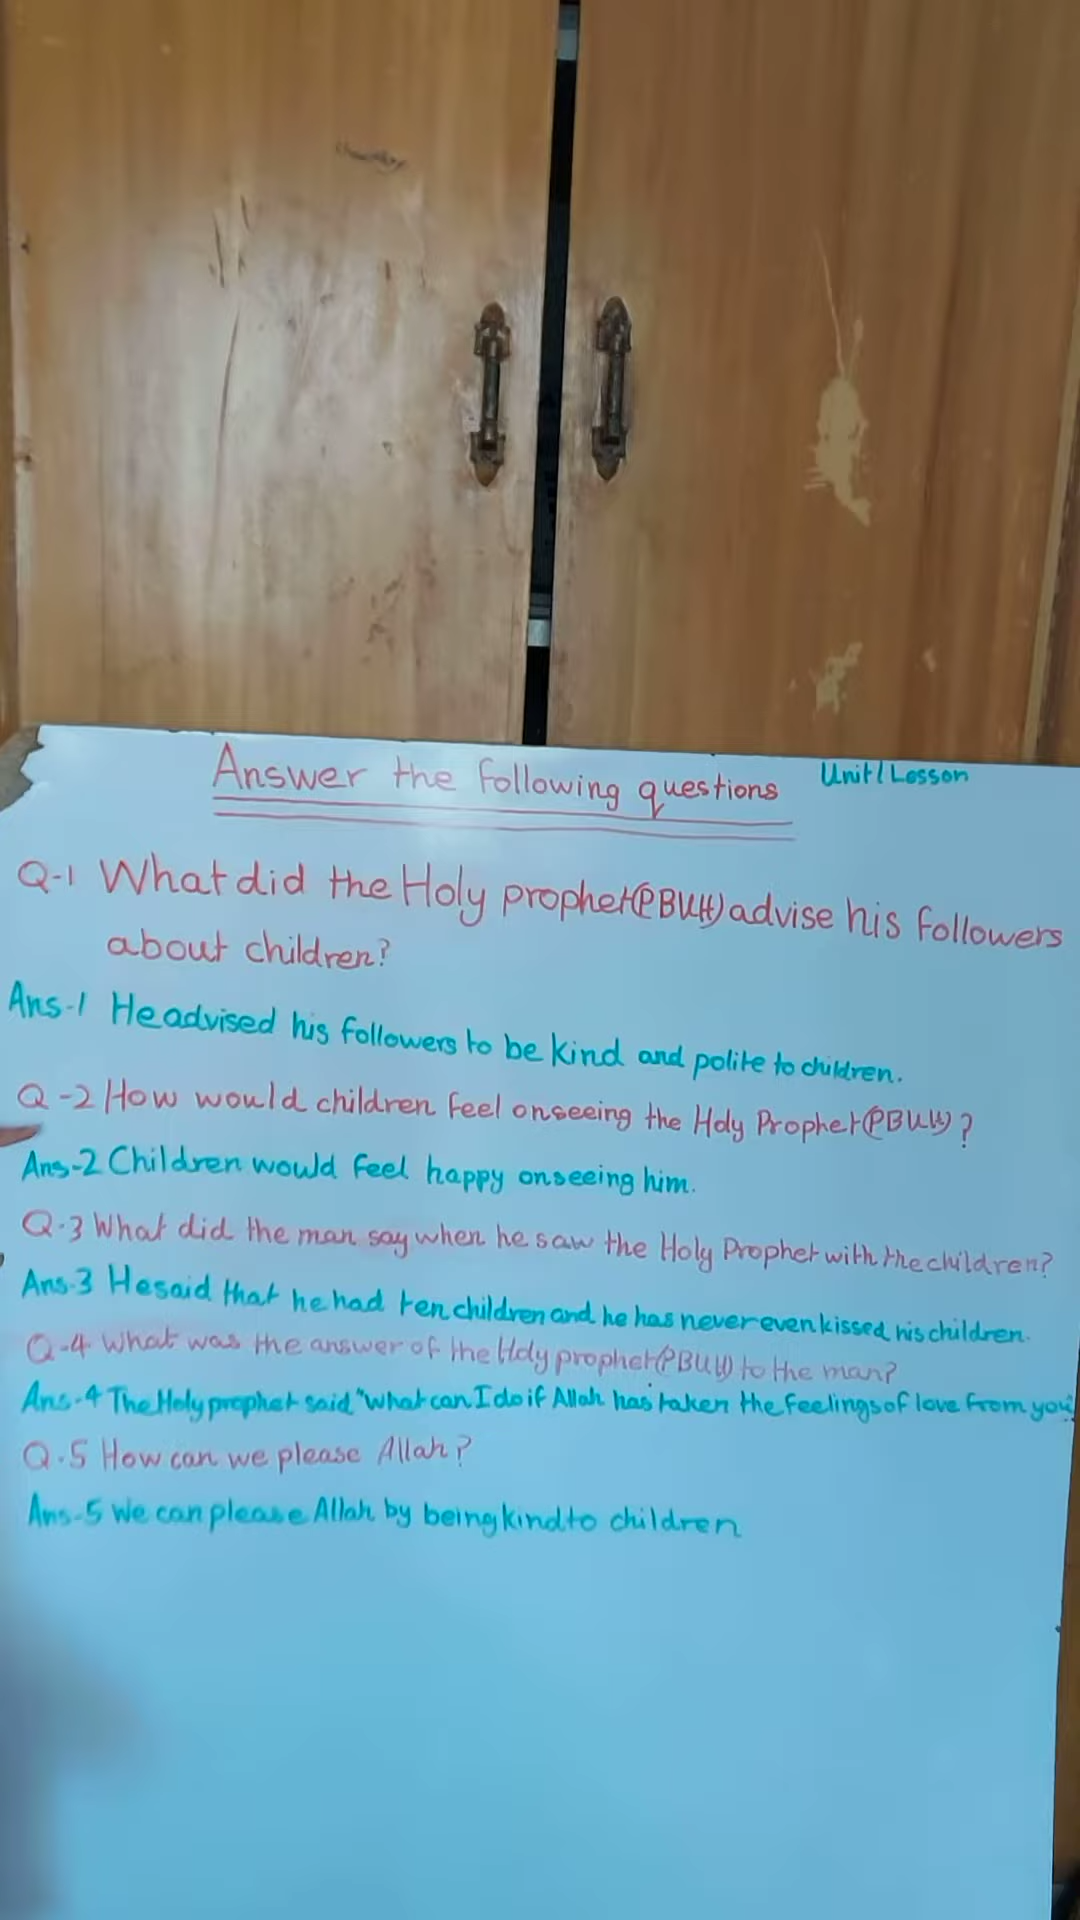 Answer the following questions
Unit 1 Lesson
Q-1 What did the Holy prophet(PBUH) advise his followers
about children?
Ans-1 He advised his followers to be kind and polite to children.
Q-2 How would children feel on seeing the Holy Prophet(PBUH)?
Ans-2 Children would feel happy on seeing him.
Q-3 What did the man say when he saw the Holy Prophet with the children?
Ans-3 He said that he had ten children and he has never even kissed his children.
Q-4 What was the answer of the Holy prophet(PBUH) to the man?
Ans-4 The Holy prophet said "What can I do if Allah has taken the feelings of love from you?
Q-5 How can we please Allah?
Ans-5 We can please Allah by being kind to children